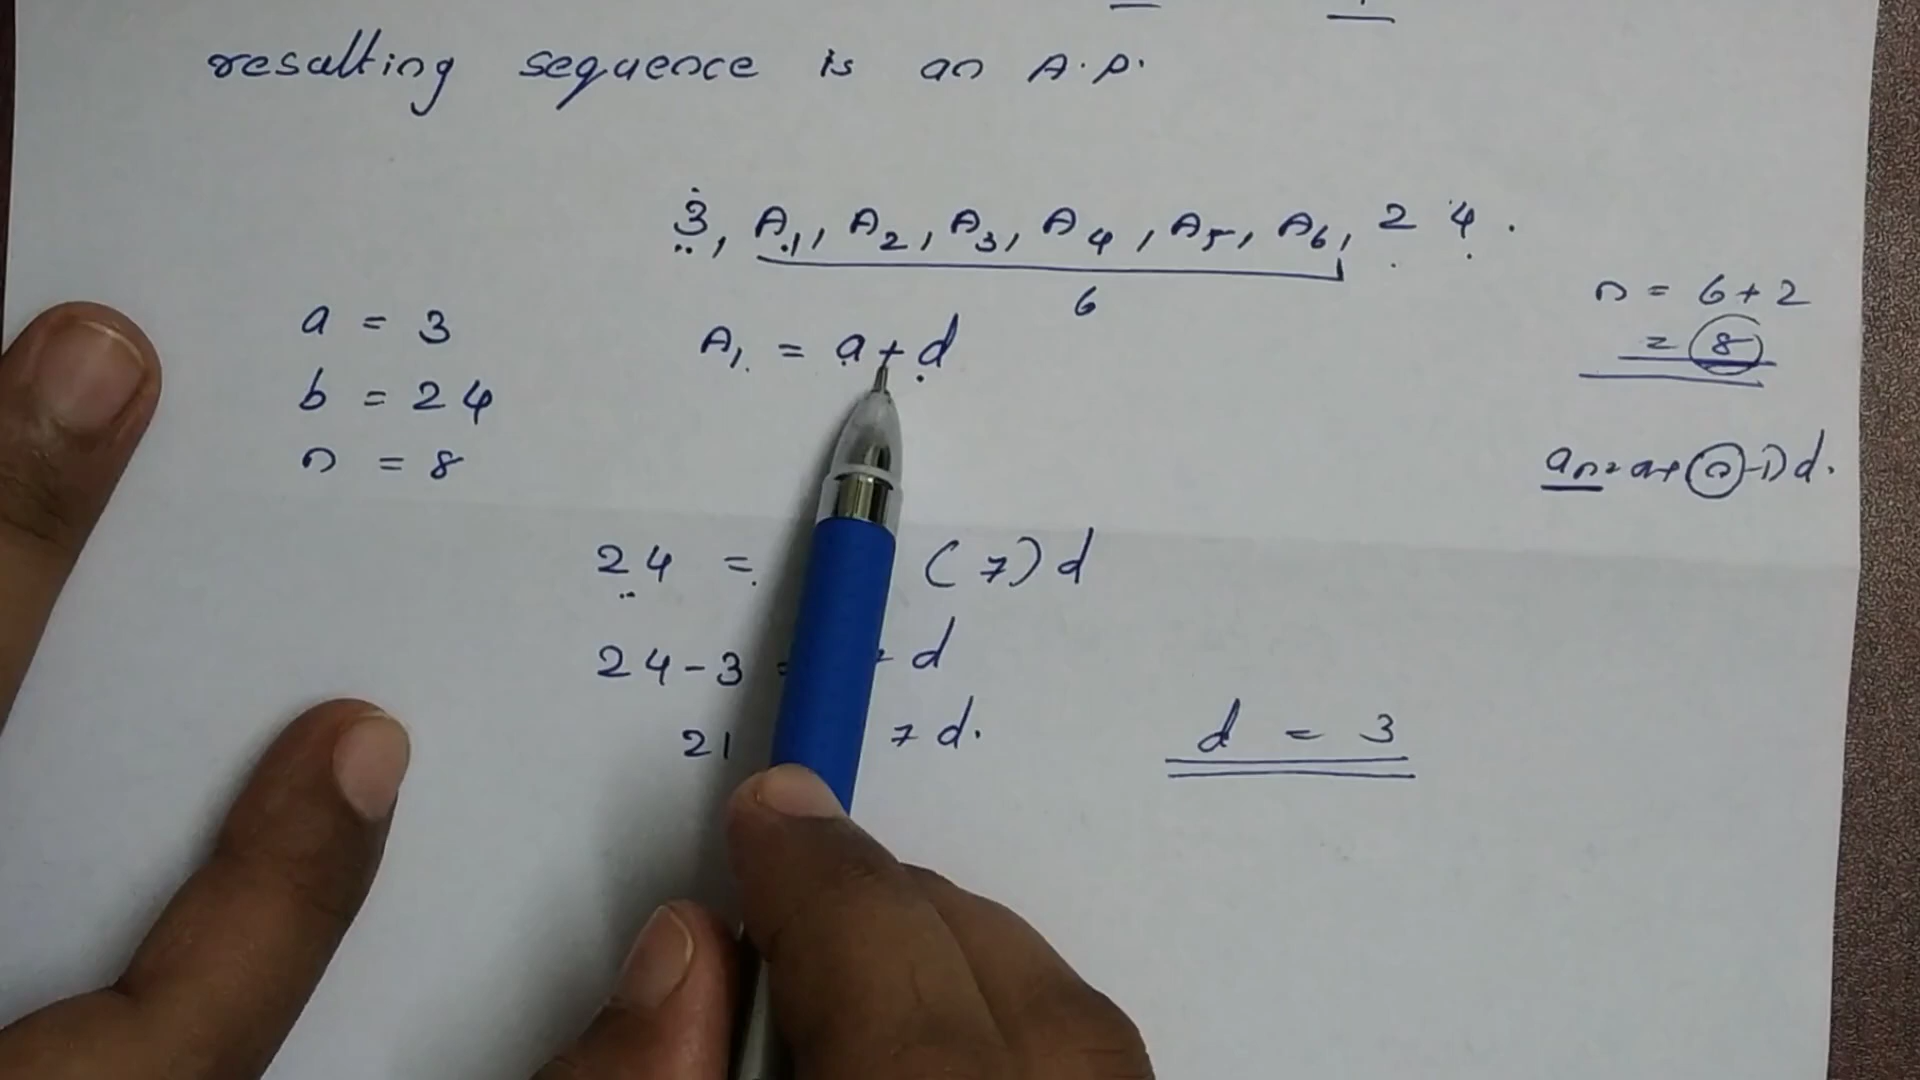 resulting sequence is an A.P.
3, A1, A2, A3, A4, A5, A6, 24.
6
n = 6+2
= 8
a = 3
b = 24
n = 8
A1 = a+d
an = a+(n-1)d.
24 = (7)d
24-3 = d
21 7d.
d = 3